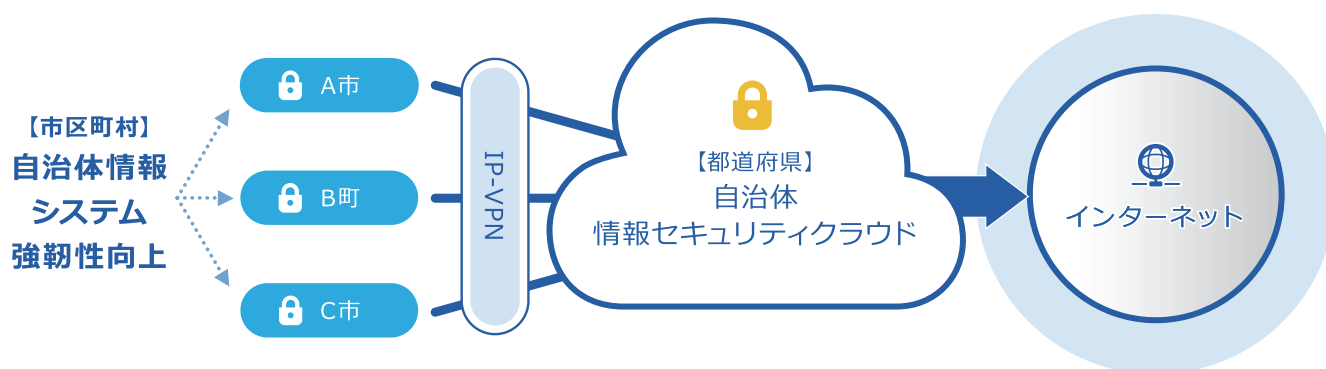 【市区町村】
自治体情報
システム
強靭性向上
A市
B町
C市
IP-VPN
【都道府県】
自治体
情報セキュリティクラウド
インターネット